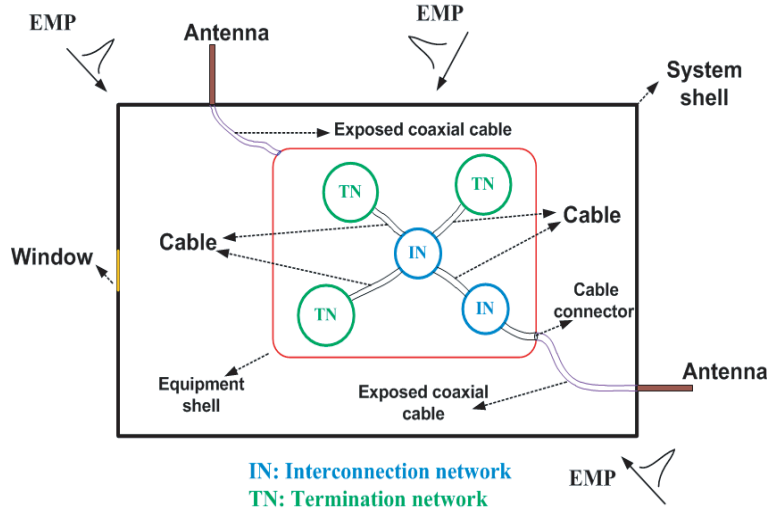 EMP
Antenna
EMP
System
shell
Exposed coaxial cable
TN
TN
Cable
Cable
IN
Window
Cable
connector
IN
TN
Equipment
shell
Exposed coaxial
cable
Antenna
EMP
IN: Interconnection network
TN: Termination network